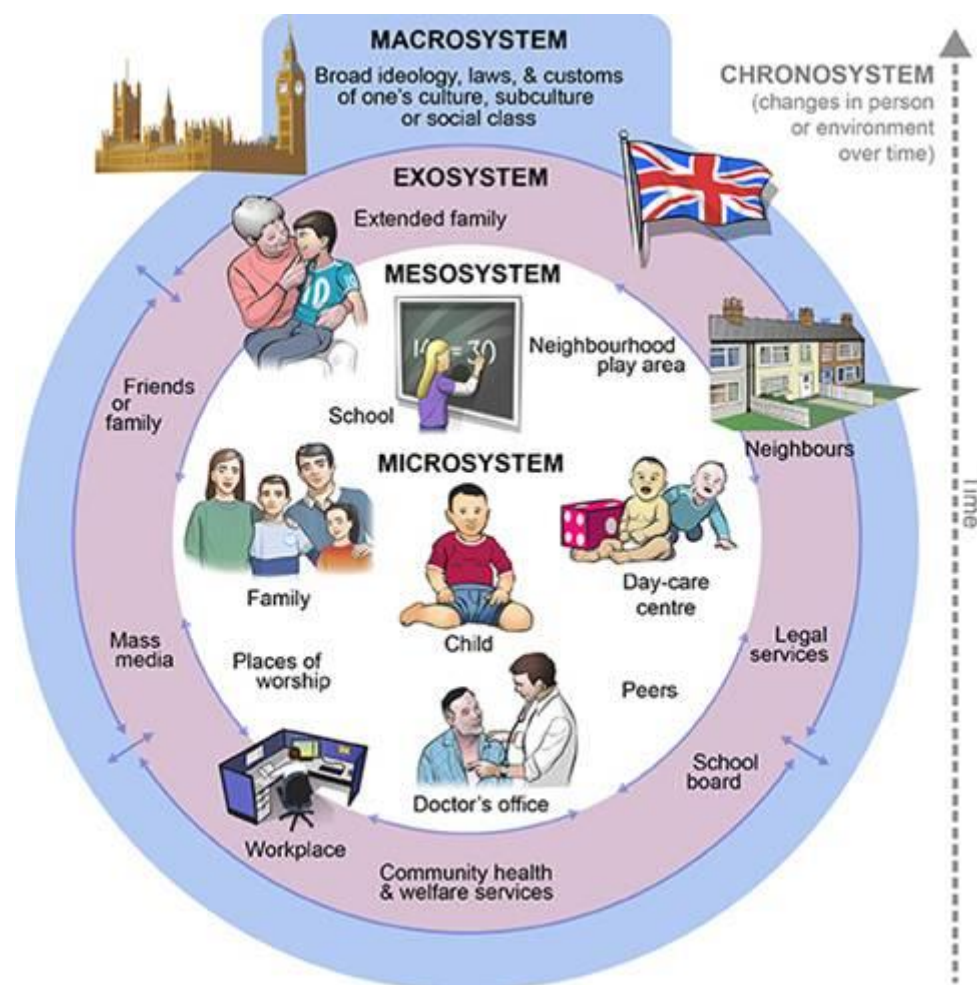 MACROSYSTEM
Broad ideology, laws, & customs
of one's culture, subculture
or social class
CHRONOSYSTEM
(changes in person
or environment
over time)
EXOSYSTEM
Extended family
MESOSYSTEM
Neighbourhood
play area
School
Friends
or
family
Neighbours
MICROSYSTEM
Time
Family
Child
Day-care
centre
Mass
media
Places of
worship
Peers
Legal
services
School
board
Doctor's office
Workplace
Community health
& welfare services